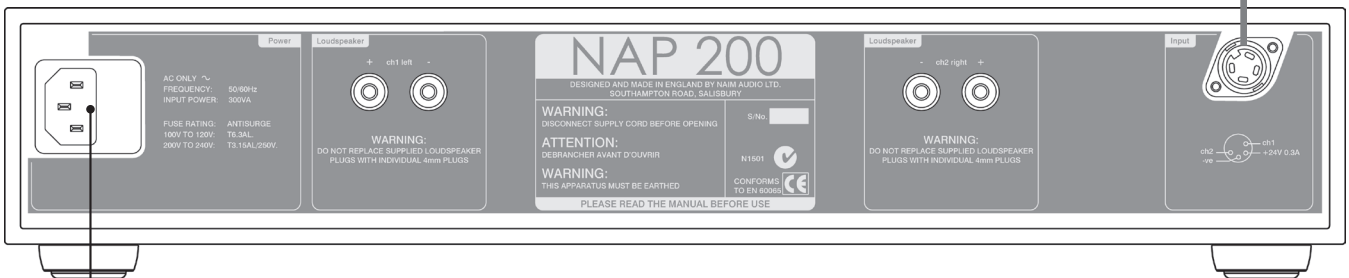 Power
AC ONLY ~
FREQUENCY: 50/60Hz
INPUT POWER: 300VA
FUSE RATING: ANTISURGE
100V TO 120V: T6.3AL.
200V TO 240V: T3.15AL/250V.
Loudspeaker
+ ch1 left -
WARNING:
DO NOT REPLACE SUPPLIED LOUDSPEAKER
PLUGS WITH INDIVIDUAL 4mm PLUGS
NAP 200
DESIGNED AND MADE IN ENGLAND BY NAIM AUDIO LTD.
SOUTHAMPTON ROAD, SALISBURY
WARNING:
DISCONNECT SUPPLY CORD BEFORE OPENING
ATTENTION:
DEBRANCHER AVANT D'OUVRIR
WARNING:
THIS APPARATUS MUST BE EARTHED
S/No.
N1501
CONFORMS
TO EN 60065
CE
PLEASE READ THE MANUAL BEFORE USE
Loudspeaker
- ch2 right +
WARNING:
DO NOT REPLACE SUPPLIED LOUDSPEAKER
PLUGS WITH INDIVIDUAL 4mm PLUGS
Input
ch1
ch2
+24V 0.3A
-ve